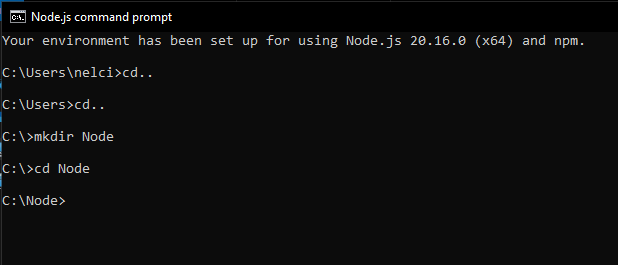 Node.js command prompt
Your environment has been set up for using Node.js 20.16.0 (x64) and npm.
C:\Users\nelci>cd..
C:\Users>cd..
C:\>mkdir Node
C:\>cd Node
C:\Node>